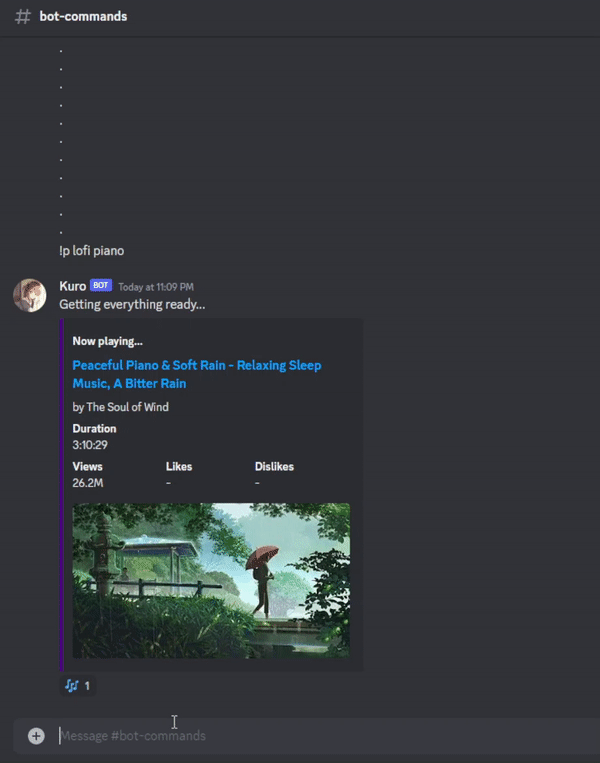 # bot-commands
.
.
.
.
.
.
.
.
.
.
.
!p lofi piano
Kuro BOT Today at 11:09 PM
Getting everything ready...
Now playing...
Peaceful Piano & Soft Rain - Relaxing Sleep
Music, A Bitter Rain
by The Soul of Wind
Duration
3:10:29
Views Likes Dislikes
26.2M - -
1
Message #bot-commands